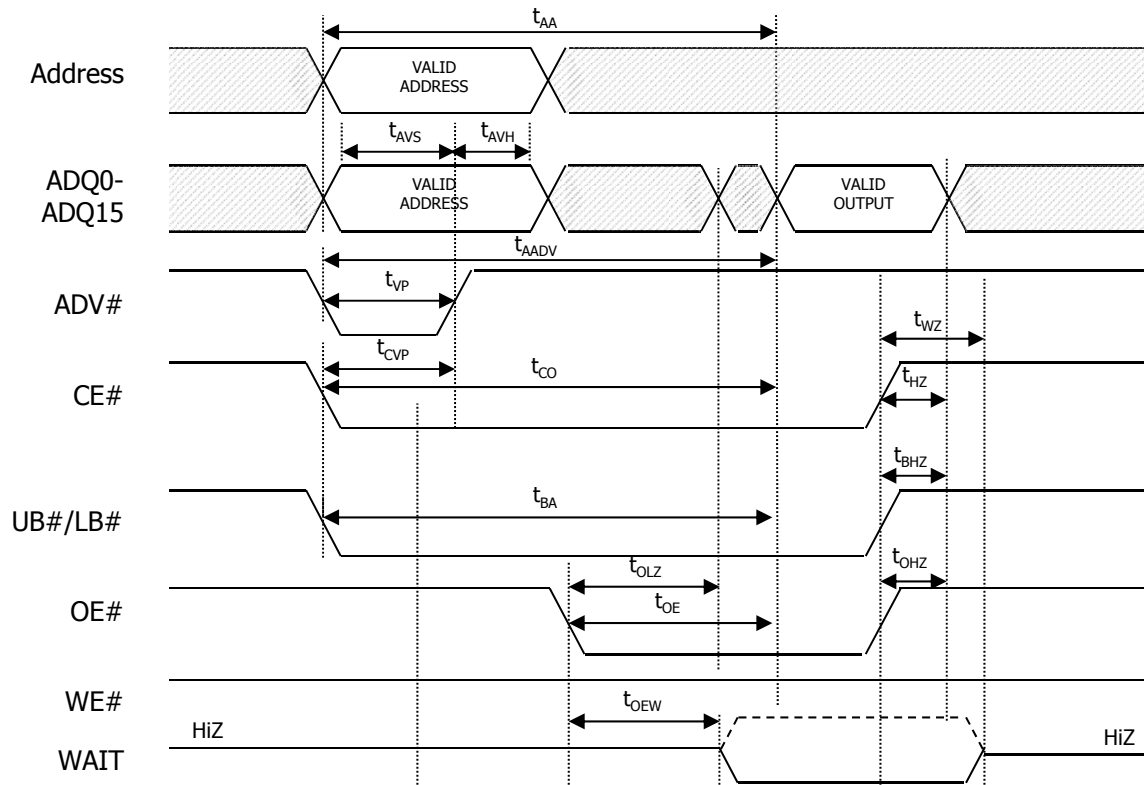 tAA
Address
VALID
ADDRESS
tAVS
tAVH
ADQ0-
ADQ15
VALID
ADDRESS
VALID
OUTPUT
tAADV
ADV#
tVP
tWZ
tCVP
tCO
CE#
tHZ
tBHZ
UB#/LB#
tBA
tOLZ
tOHZ
OE#
tOE
WE#
tOEW
HiZ
HiZ
WAIT